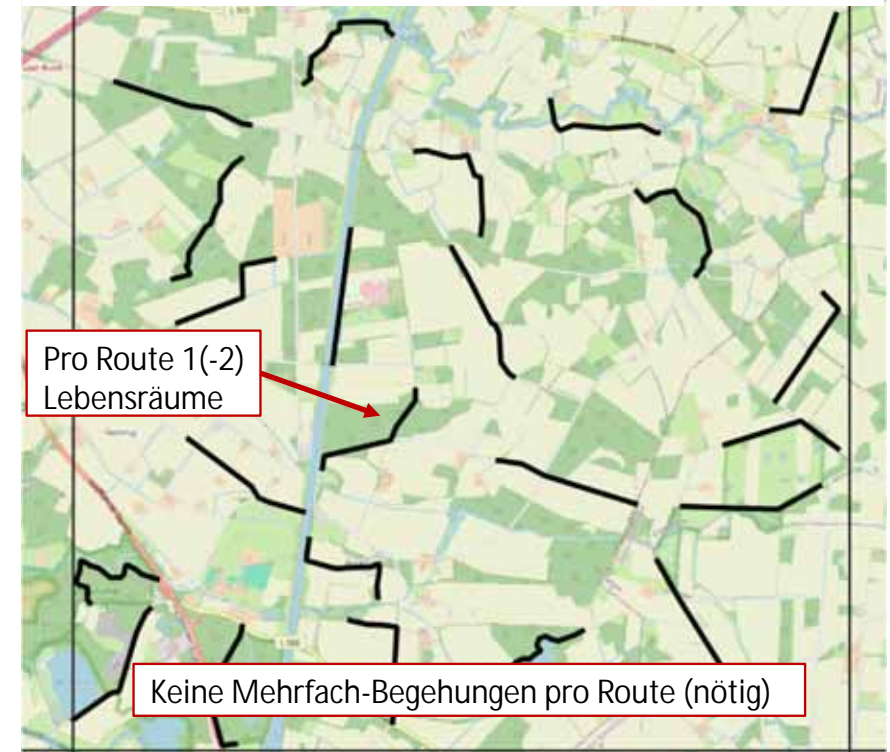 Pro Route 1(-2)
Lebensräume
Keine Mehrfach-Begehungen pro Route (nötig)